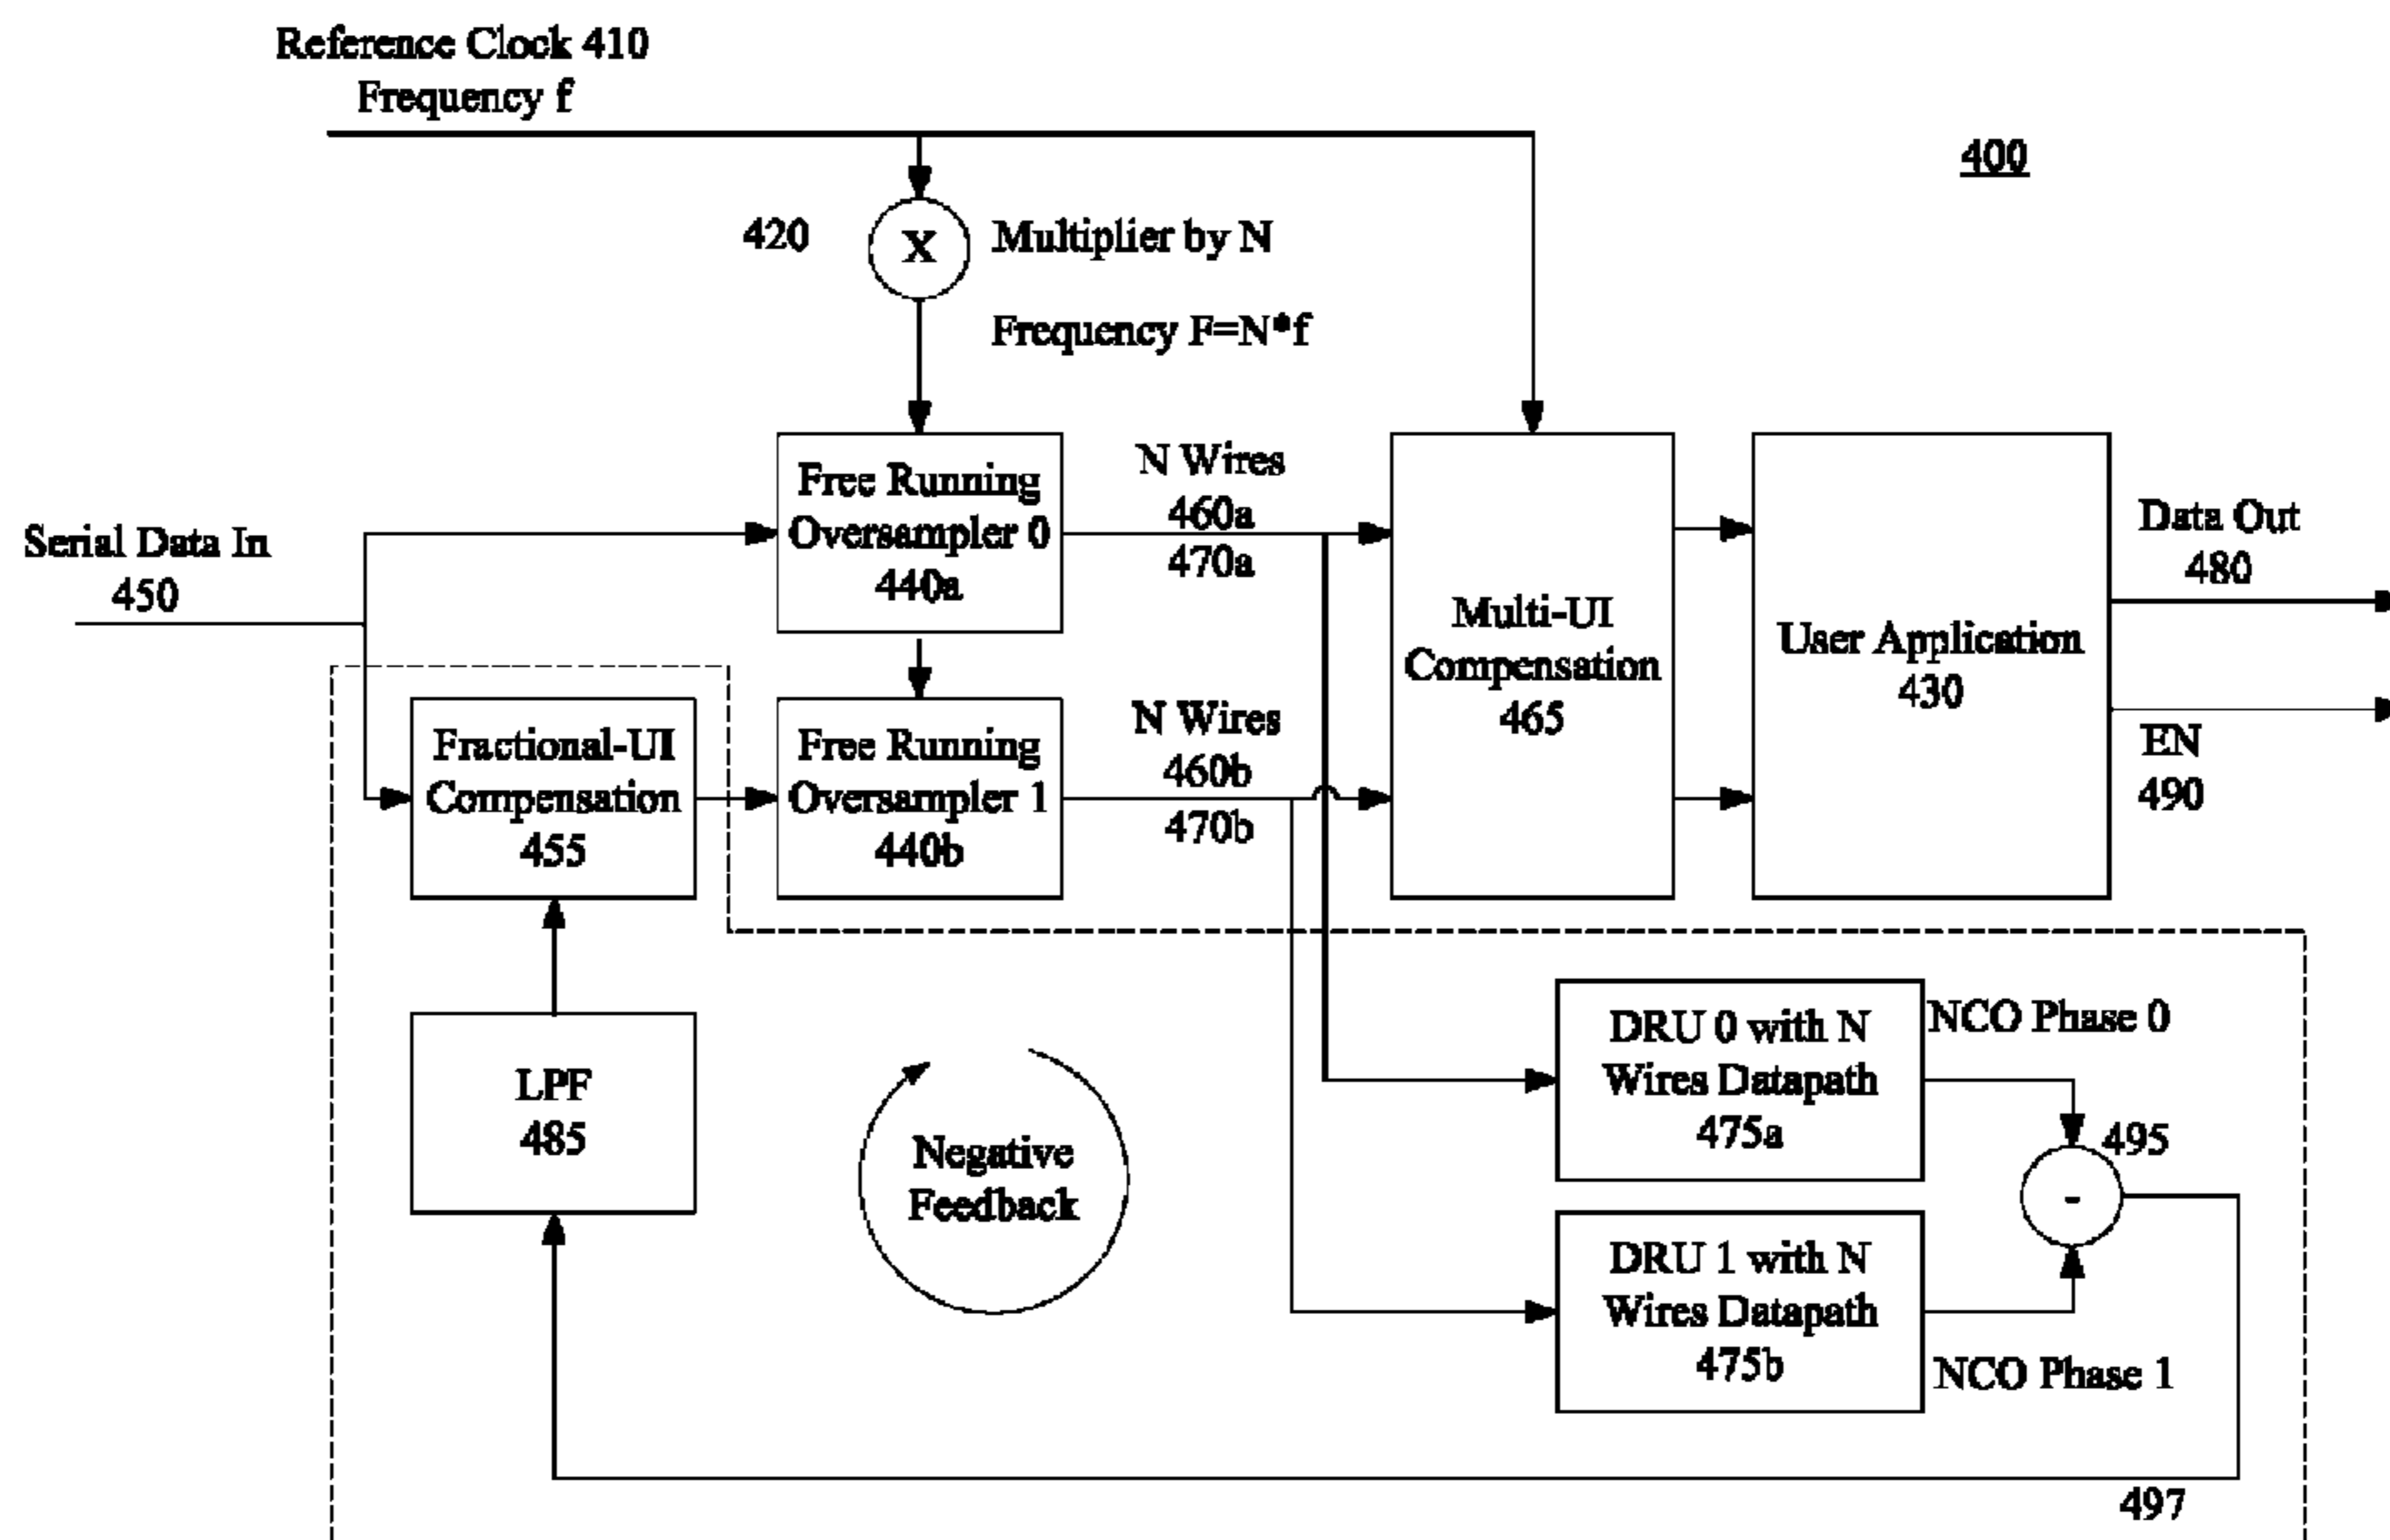 Reference Clock 410
Frequency f
400
420
X
Multiplier by N
Frequency F=N*f
Serial Data In
450
Free Running
Oversampler 0
440a
N Wires
460a
470a
Multi-UI
Compensation
465
User Application
430
Data Out
480
EN
490
Fractional-UI
Compensation
455
Free Running
Oversampler 1
440b
N Wires
460b
470b
LPF
485
Negative
Feedback
DRU 0 with N
Wires Datapath
475a
NCO Phase 0
495
-
DRU 1 with N
Wires Datapath
475b
NCO Phase 1
497